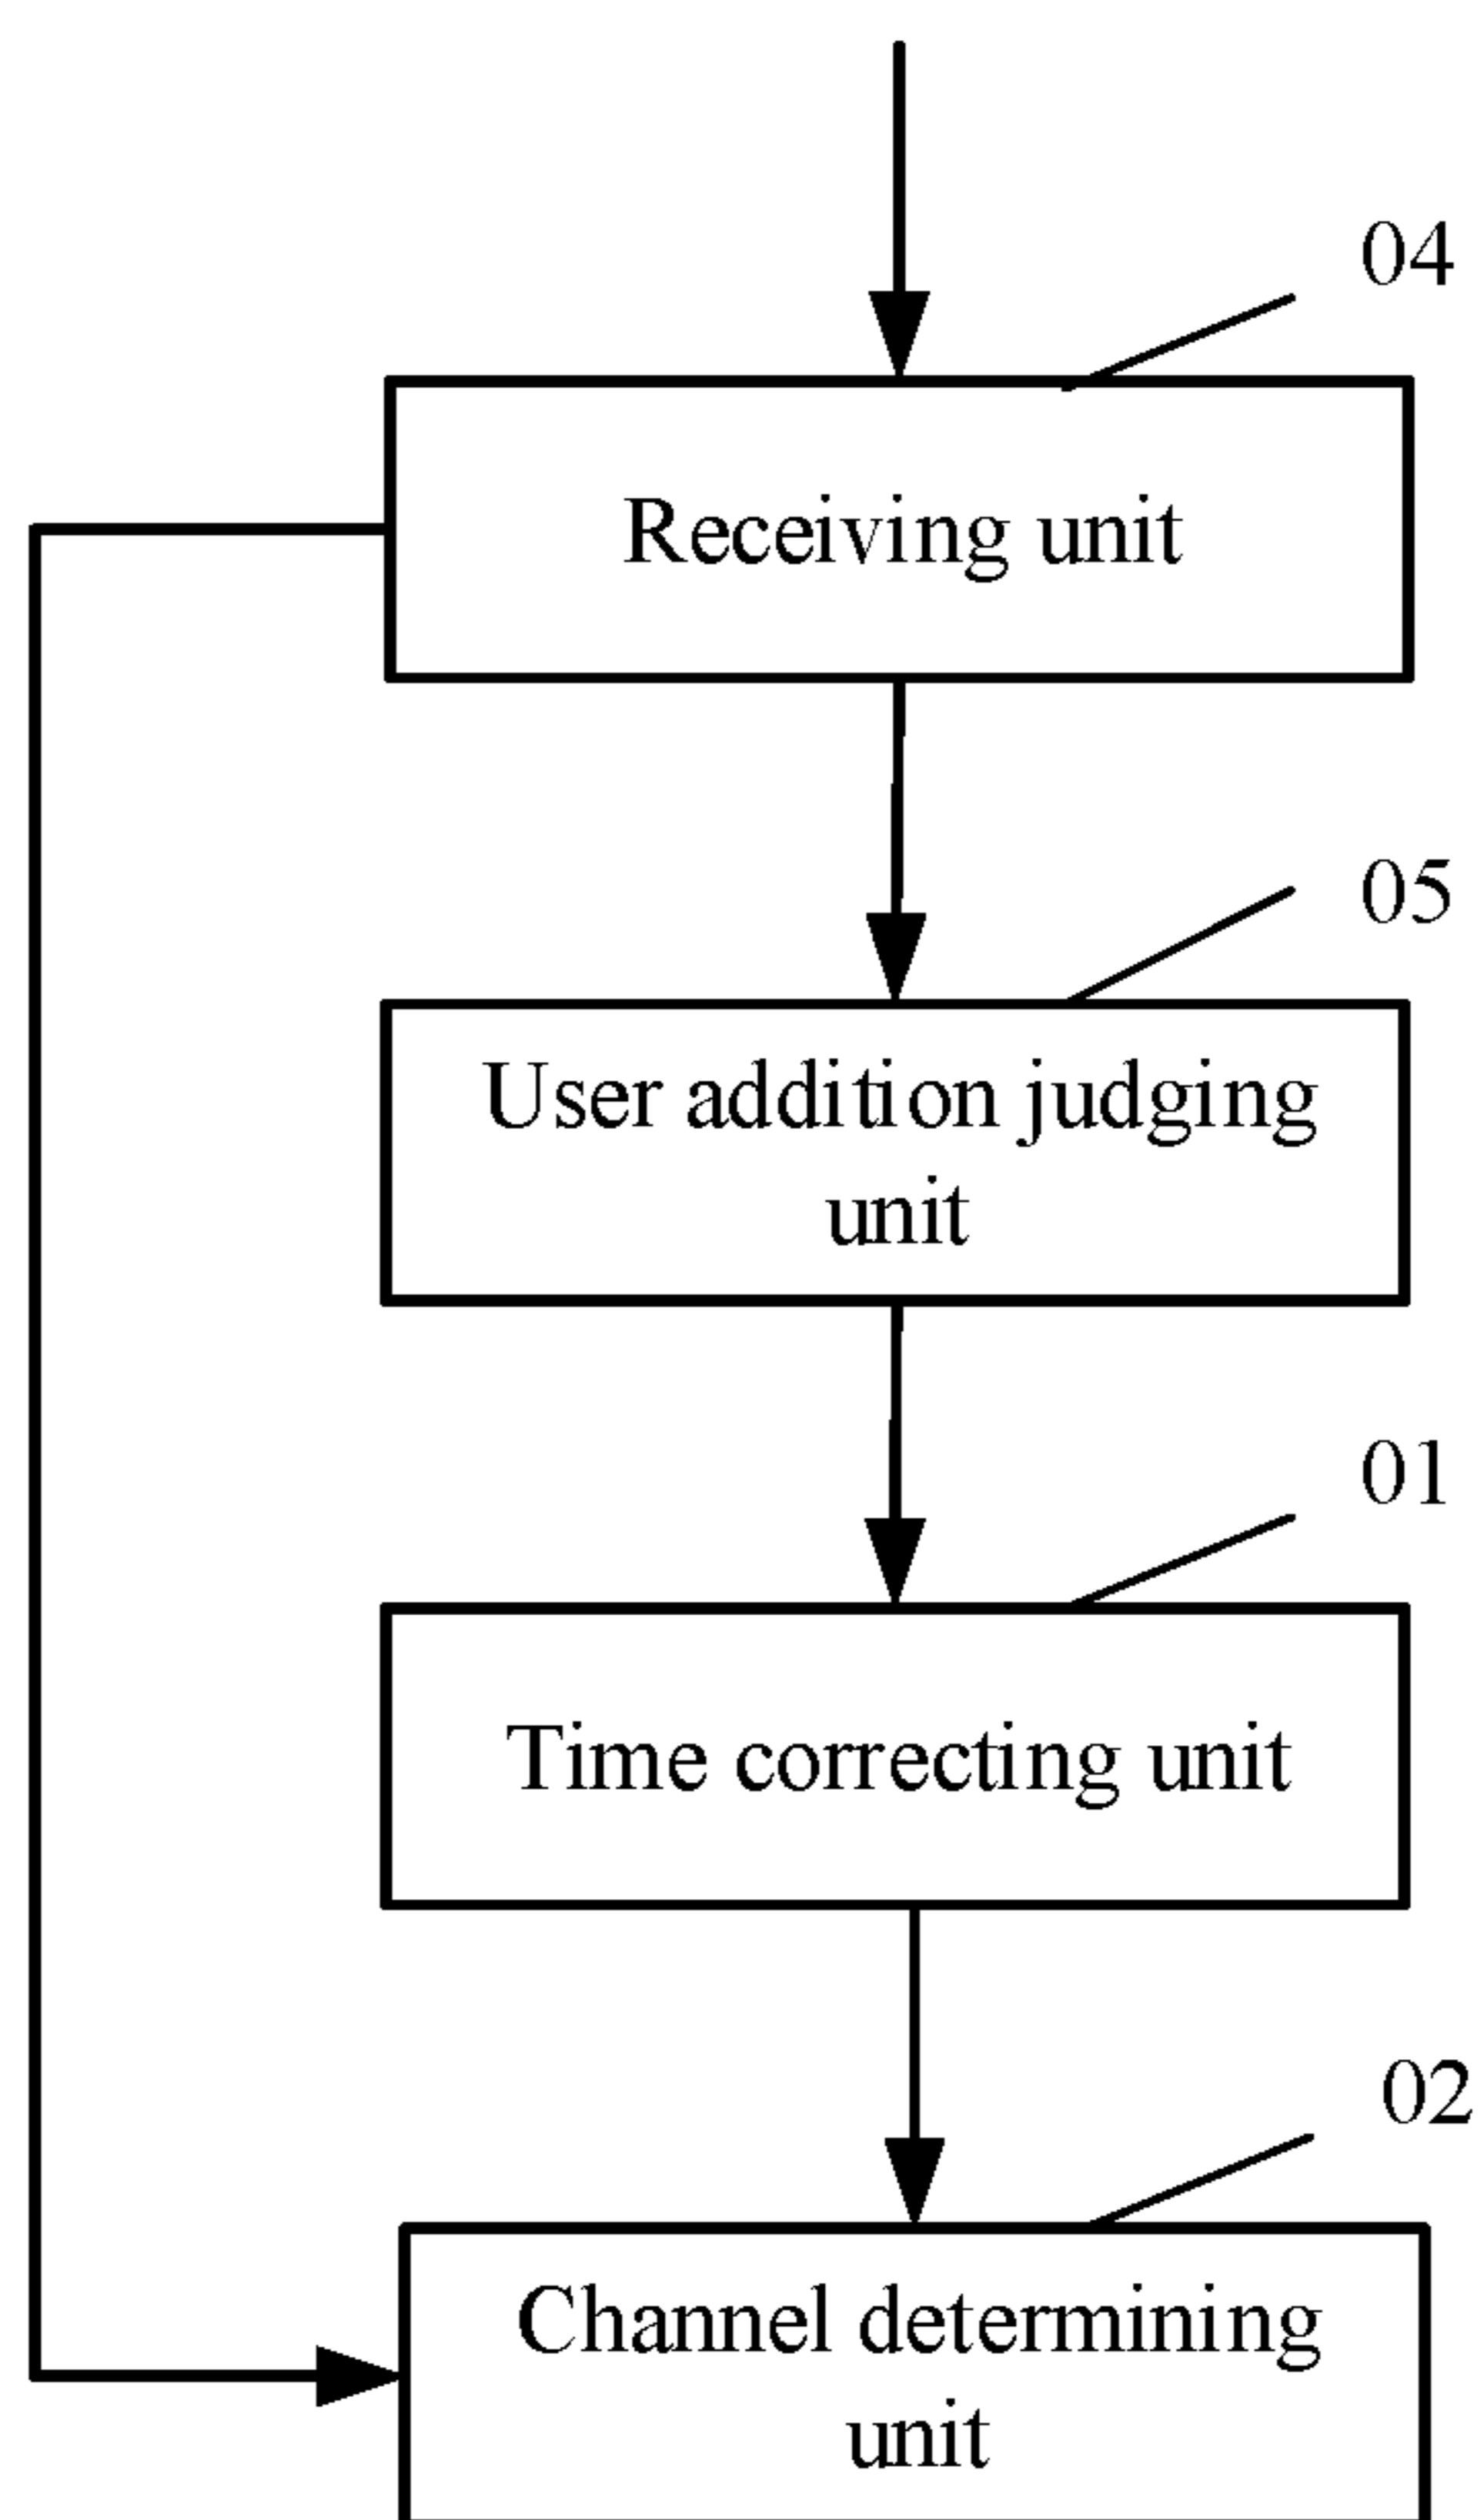 04
Receiving unit
05
User addition judging
unit
01
Time correcting unit
02
Channel determining
unit